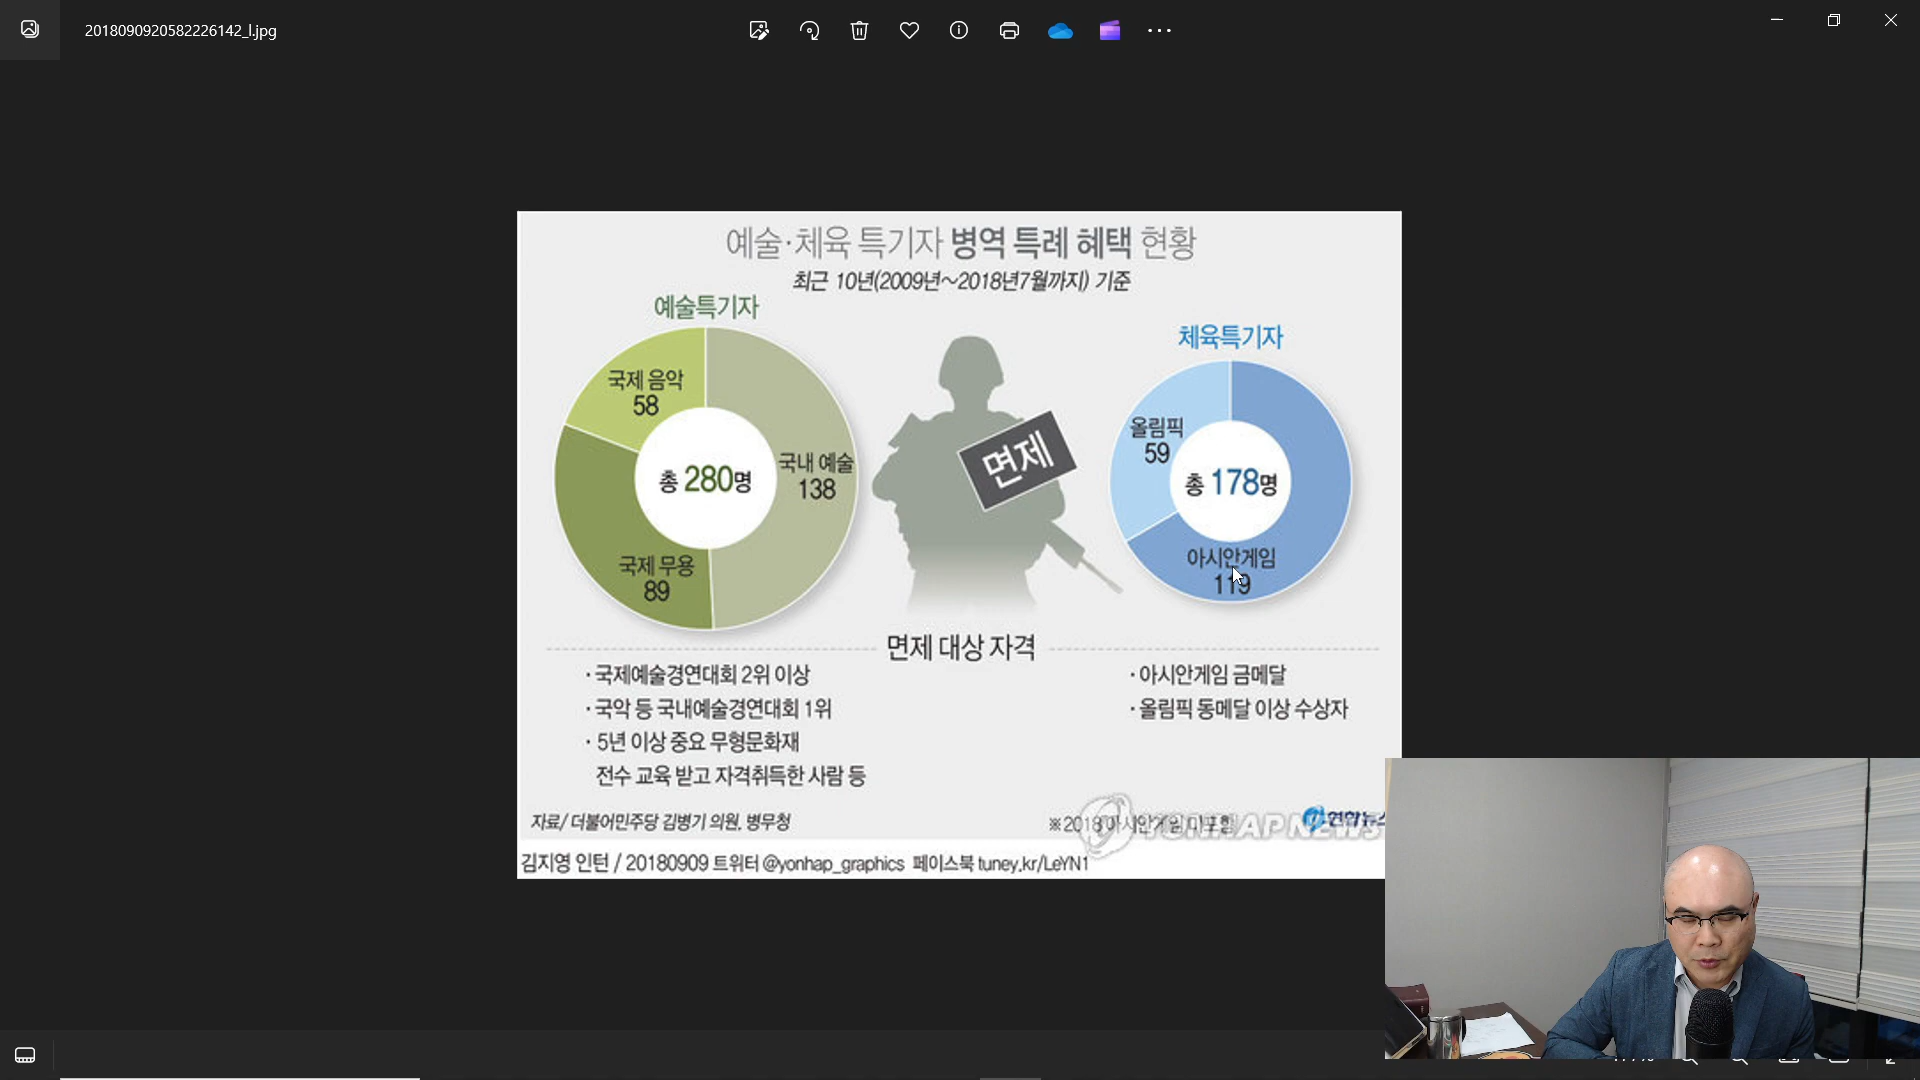 2018090920582226142_l.jpg
예술·체육 특기자 병역 특례 혜택 현황
최근 10년(2009년~2018년7월까지) 기준
예술특기자
체육특기자
국제 음악
58
국내 예술
138
국제 무용
89
총 280명
면제
올림픽
59
아시안게임
119
총 178명
면제 대상 자격
· 국제예술경연대회 2위 이상
· 국악 등 국내예술경연대회 1위
· 5년 이상 중요 무형문화재
전수 교육 받고 자격취득한 사람 등
· 아시안게임 금메달
· 올림픽 동메달 이상 수상자
자료/ 더불어민주당 김병기 의원, 병무청
※2018 아시안게임 미포함
YONHAP NEWS
연합뉴스
김지영 인턴 / 20180909 트위터 @yonhap_graphics 페이스북 tuney.kr/LeYN1